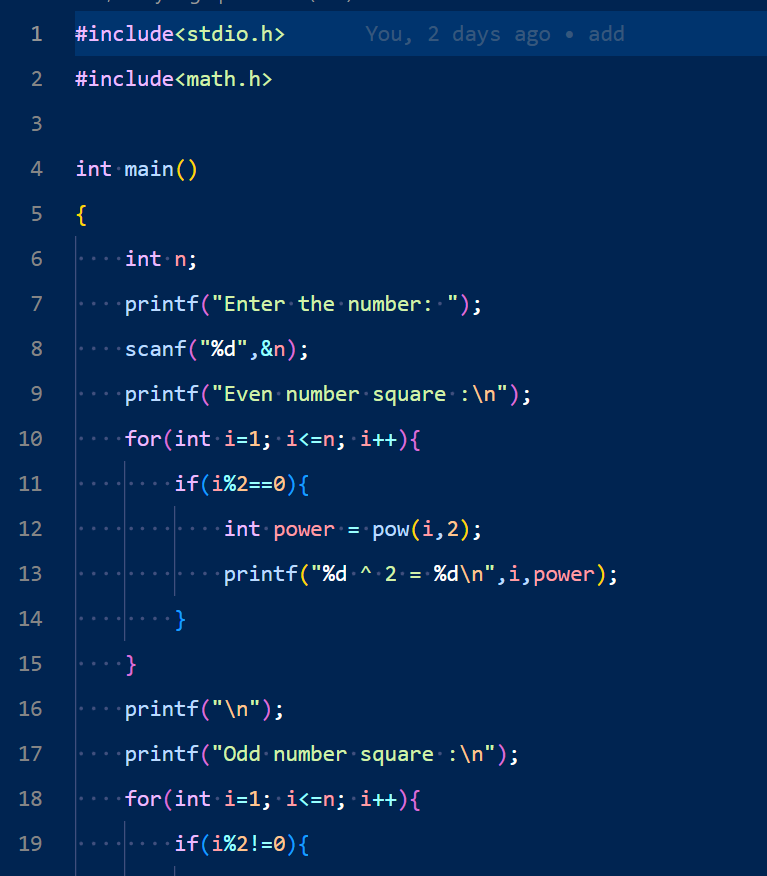 1 #include<stdio.h> You, 2 days ago • add
2 #include<math.h>
3
4 int main()
5 {
6     int n;
7     printf("Enter the number: ");
8     scanf("%d",&n);
9     printf("Even number square :\n");
10     for(int i=1; i<=n; i++){
11         if(i%2==0){
12             int power = pow(i,2);
13             printf("%d ^ 2 = %d\n",i,power);
14         }
15     }
16     printf("\n");
17     printf("Odd number square :\n");
18     for(int i=1; i<=n; i++){
19         if(i%2!=0){